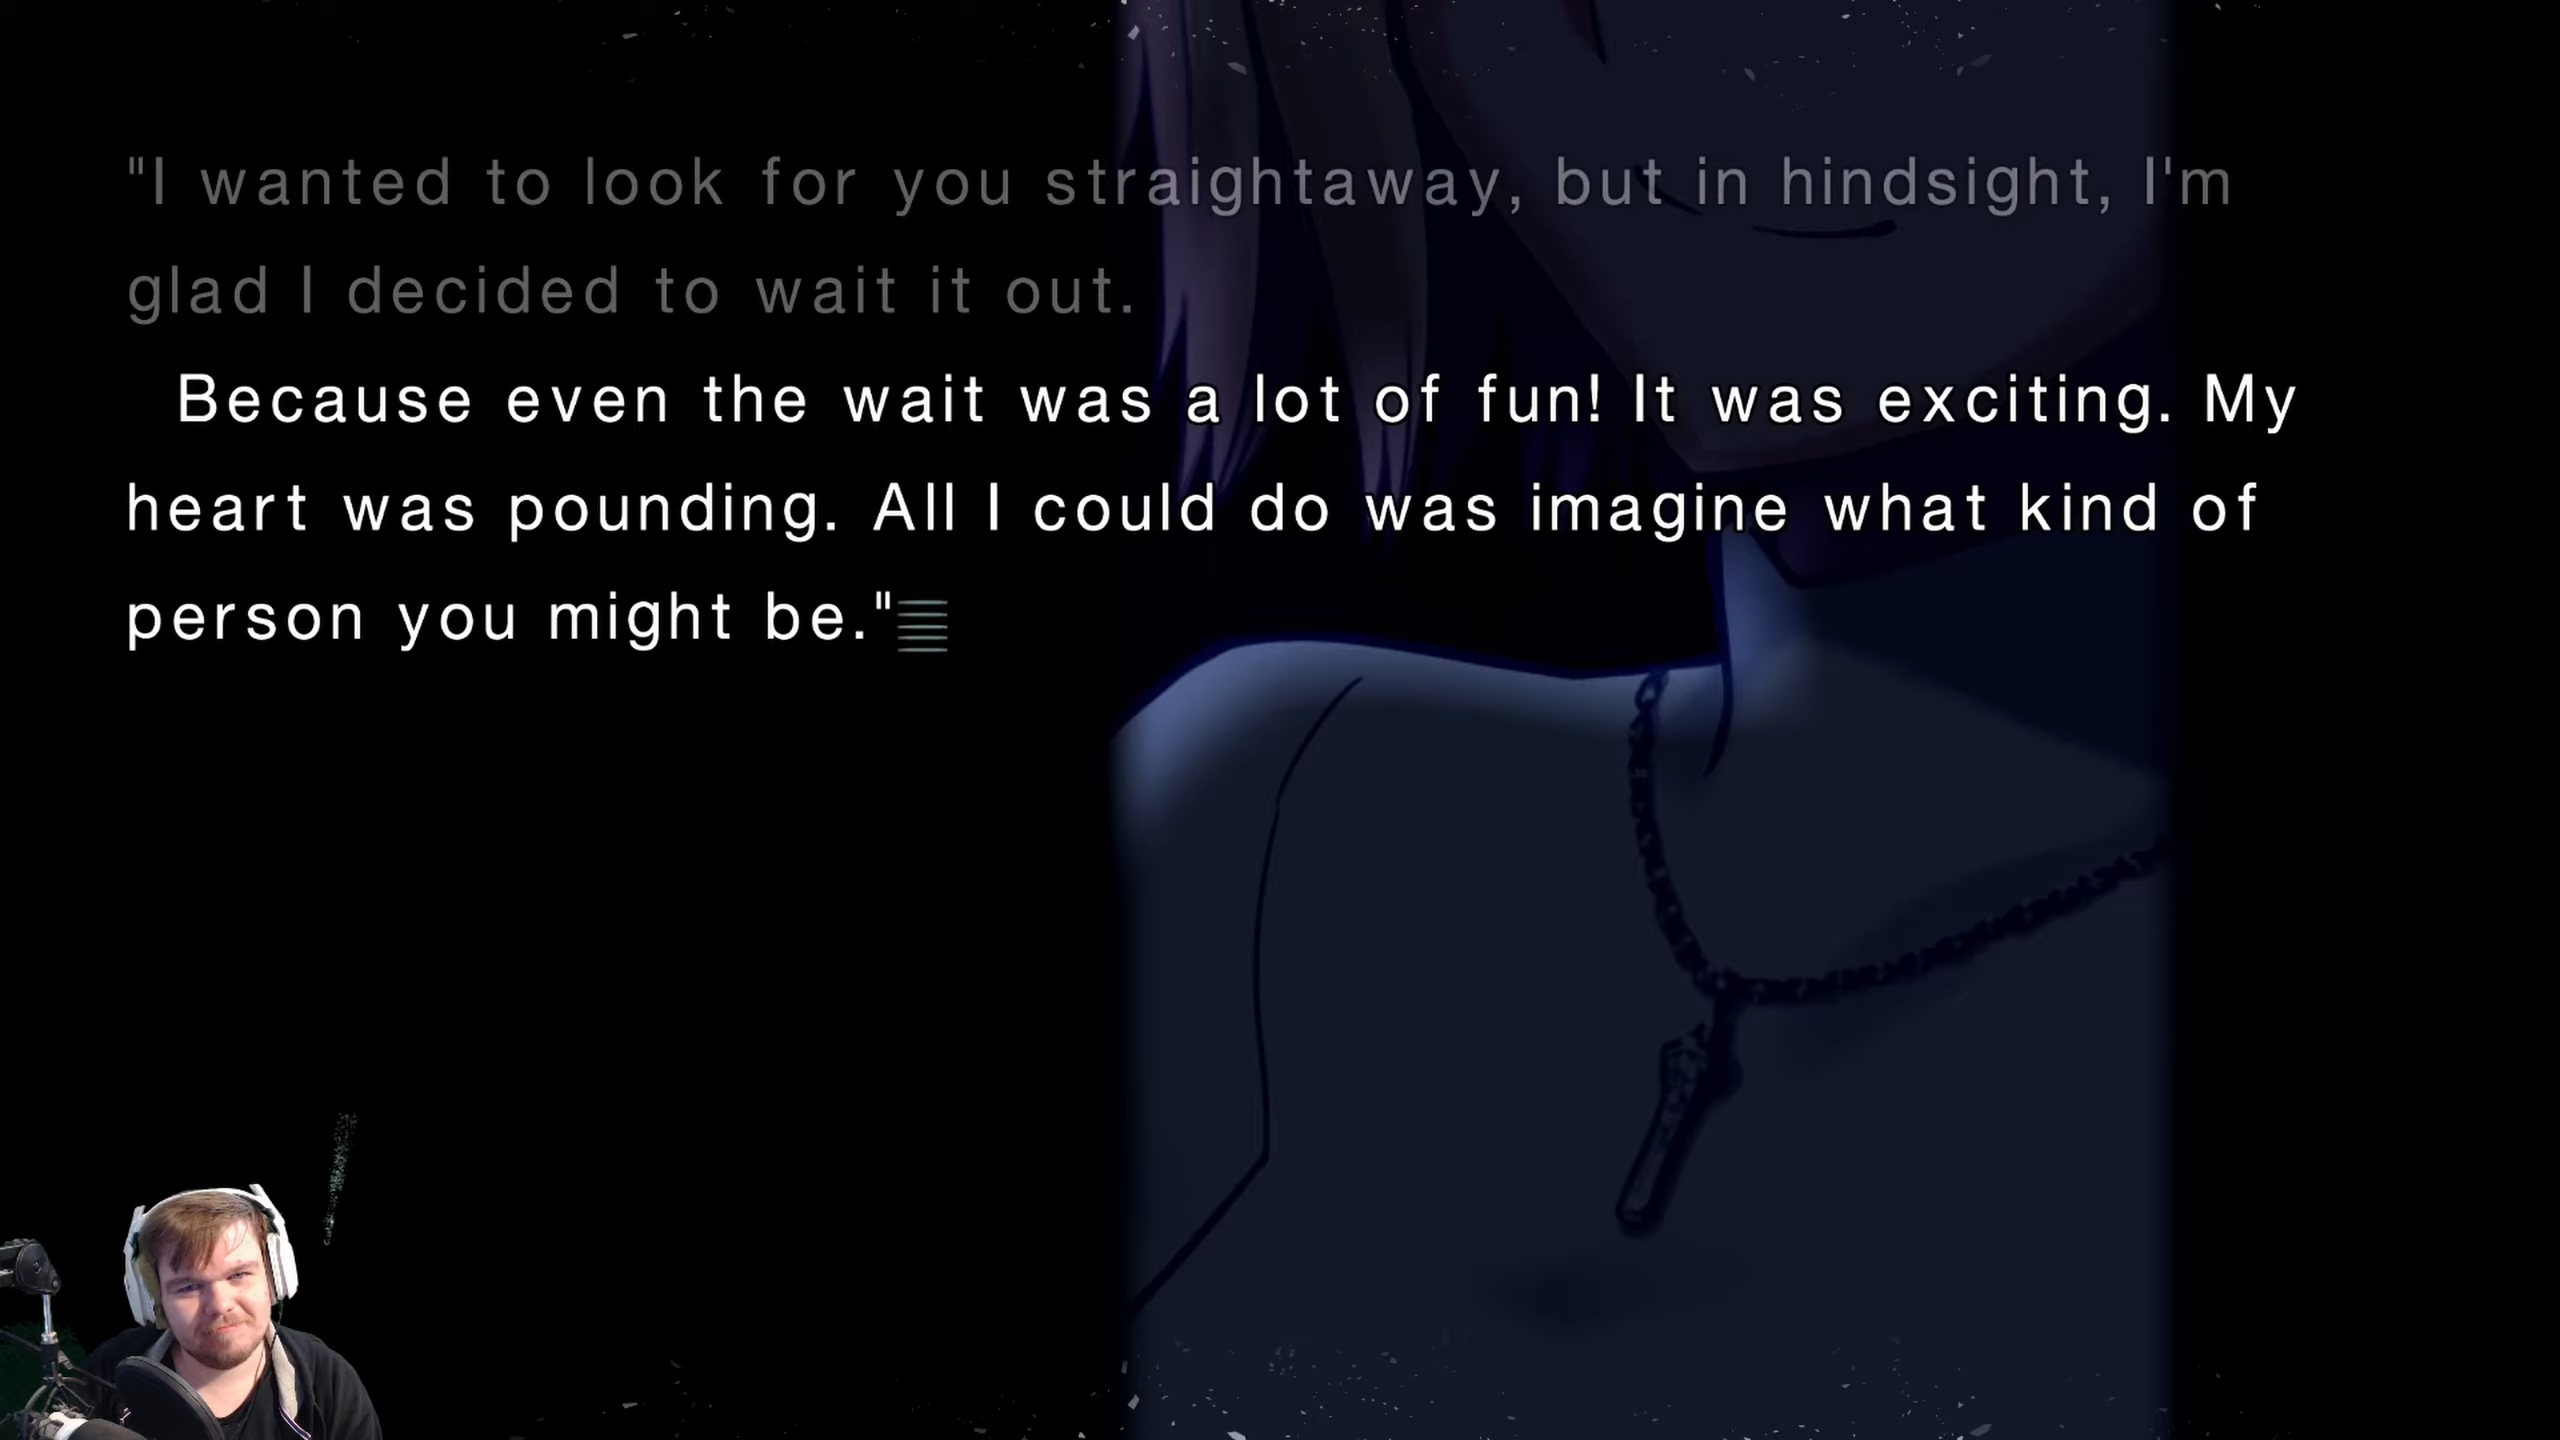 "I wanted to look for you straightaway, but in hindsight, I'm
glad I decided to wait it out.
Because even the wait was a lot of fun! It was exciting. My
heart was pounding. All I could do was imagine what kind of
person you might be."